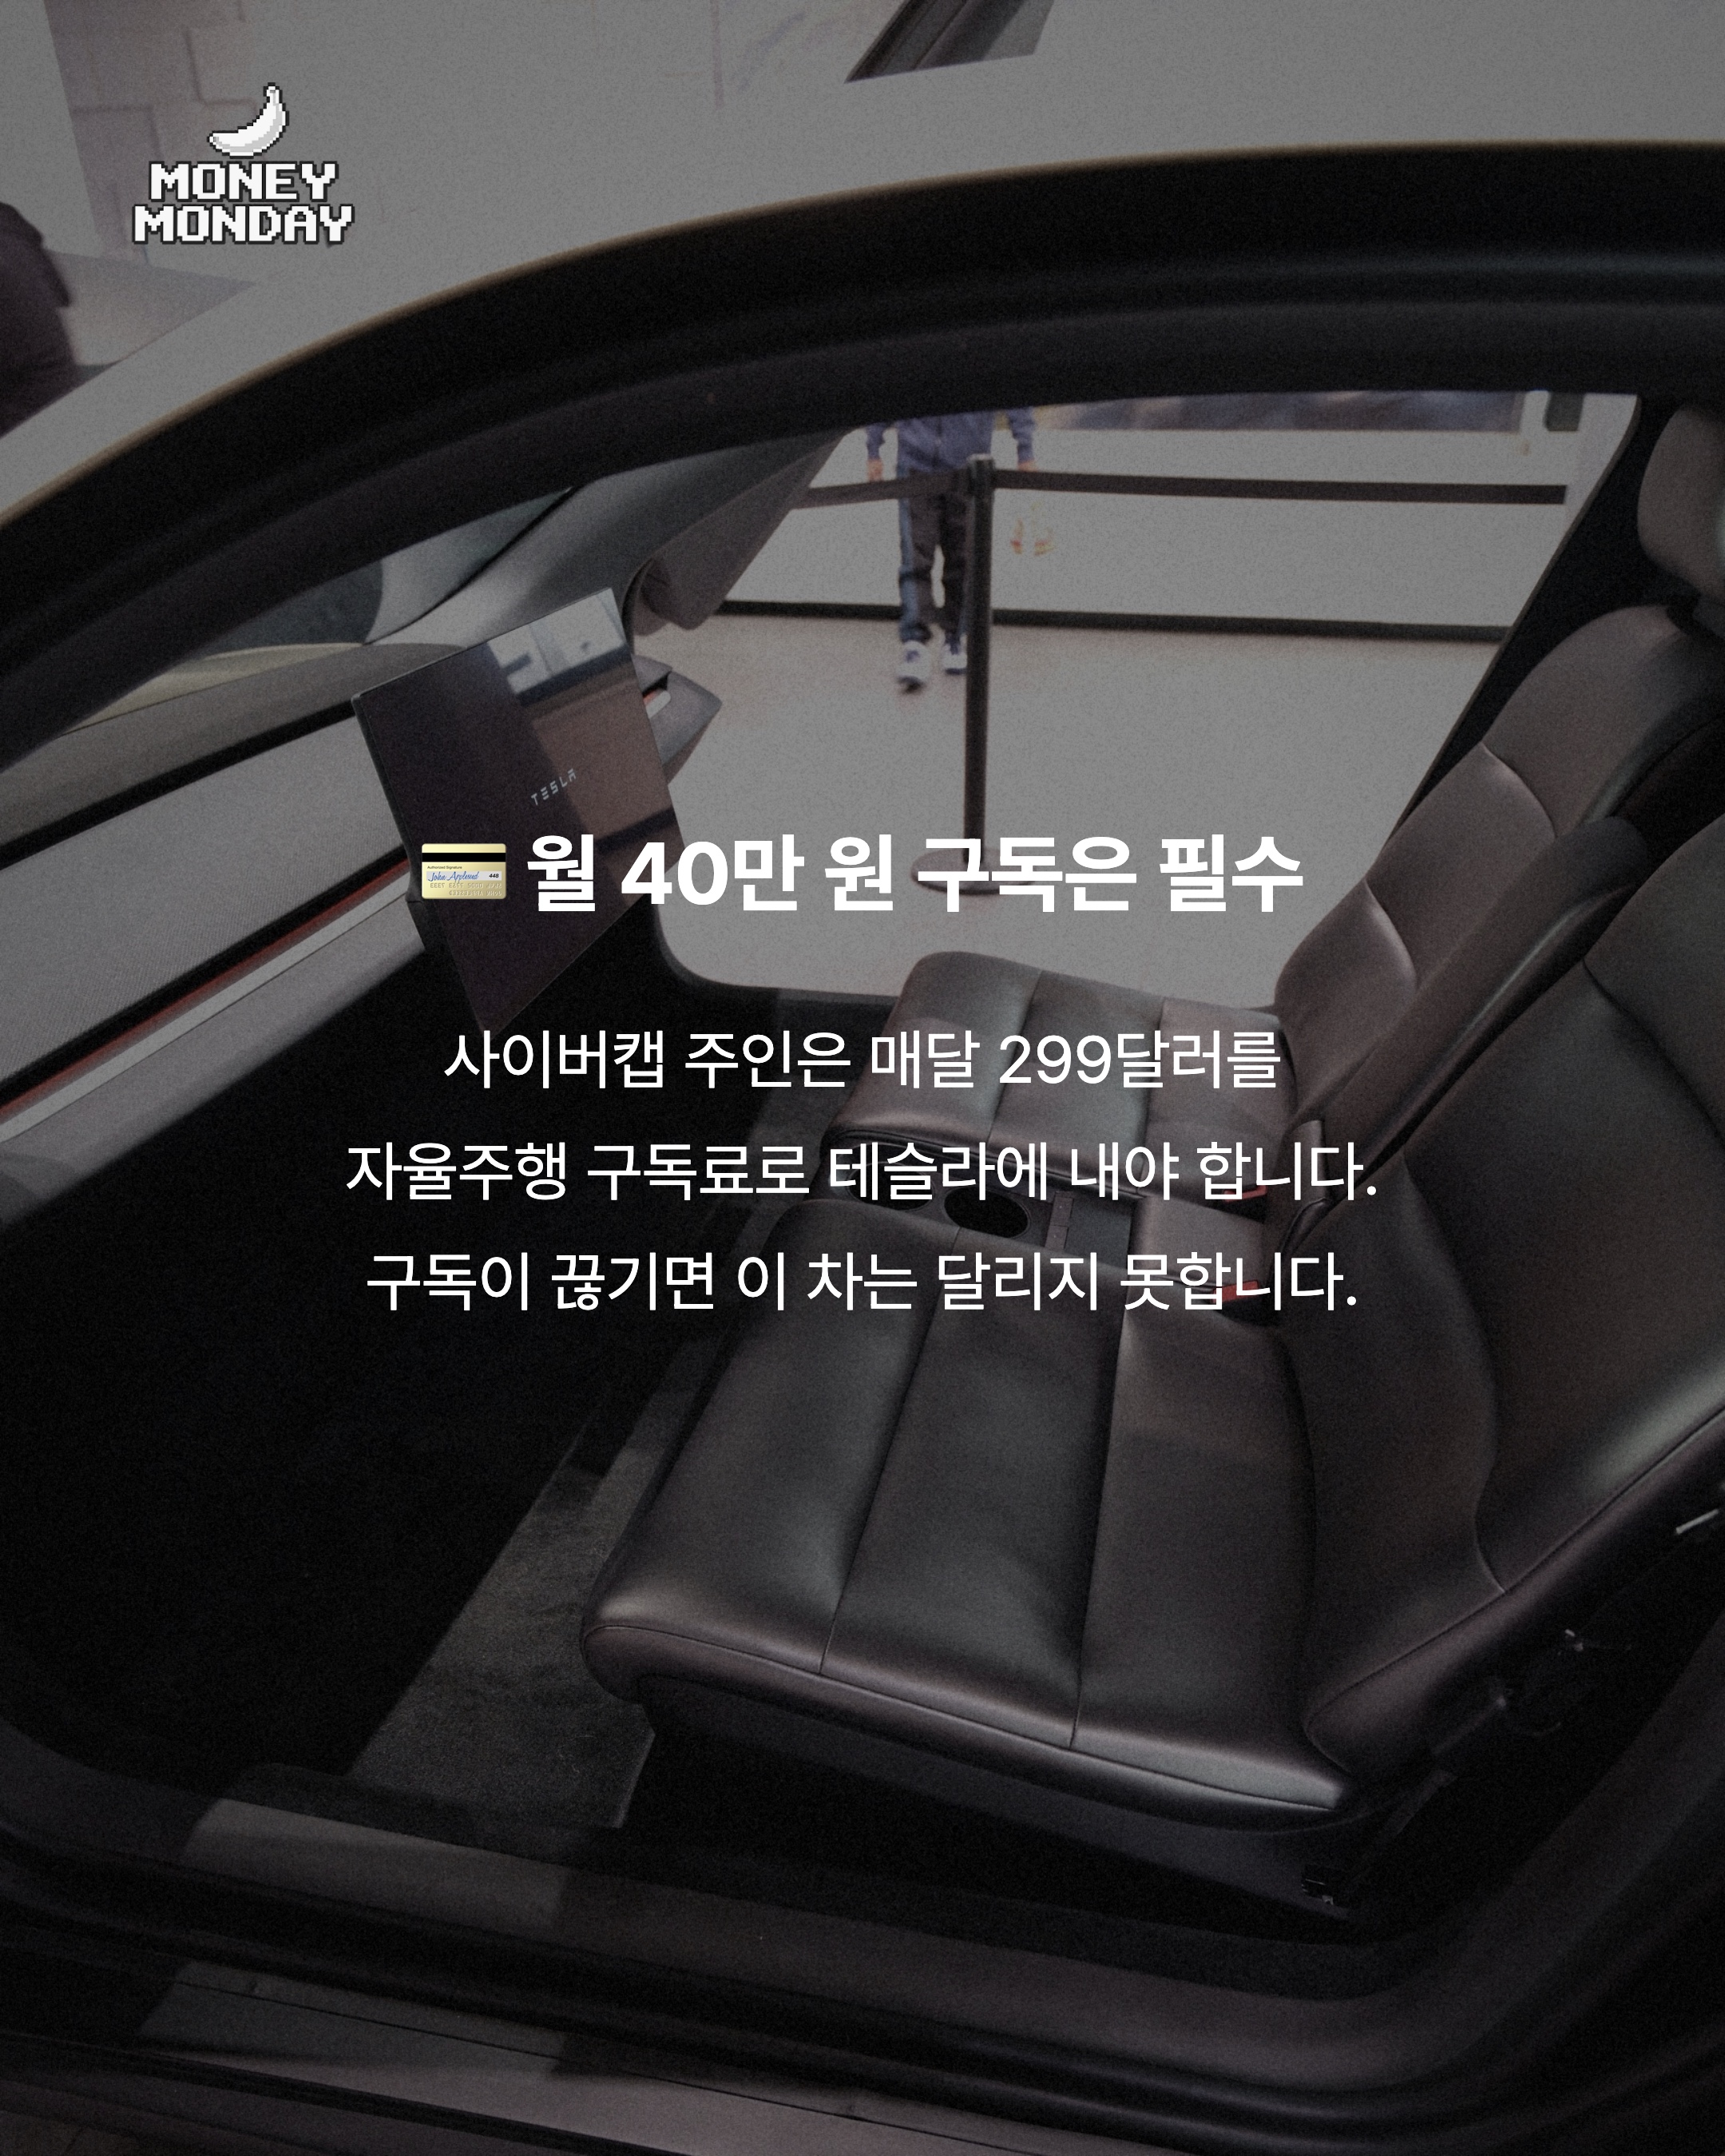 MONEY
MONDAY
TESLA
💳 월 40만 원 구독은 필수
사이버캡 주인은 매달 299달러를
자율주행 구독료로 테슬라에 내야 합니다.
구독이 끊기면 이 차는 달리지 못합니다.